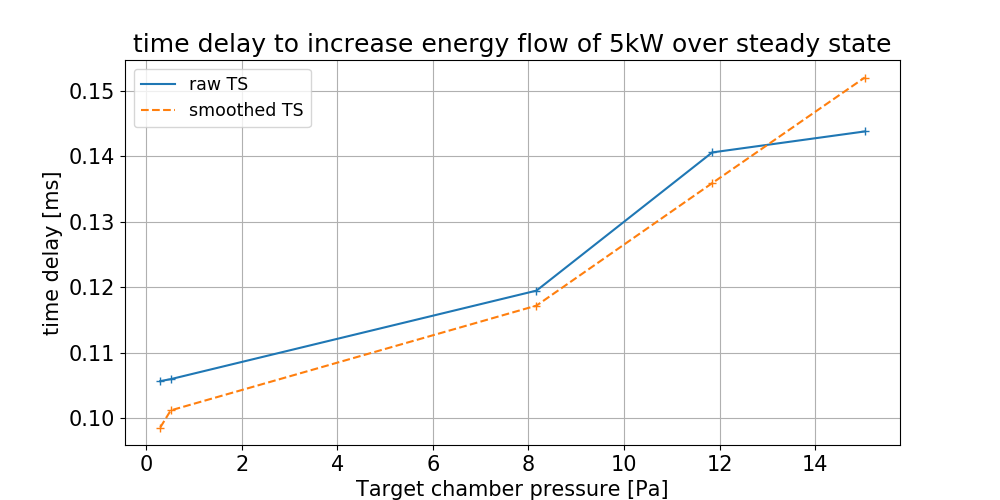 time delay to increase energy flow of 5kW over steady state
raw TS
smoothed TS
time delay [ms]
0.15
0.14
0.13
0.12
0.11
0.10
0 2 4 6 8 10 12 14
Target chamber pressure [Pa]